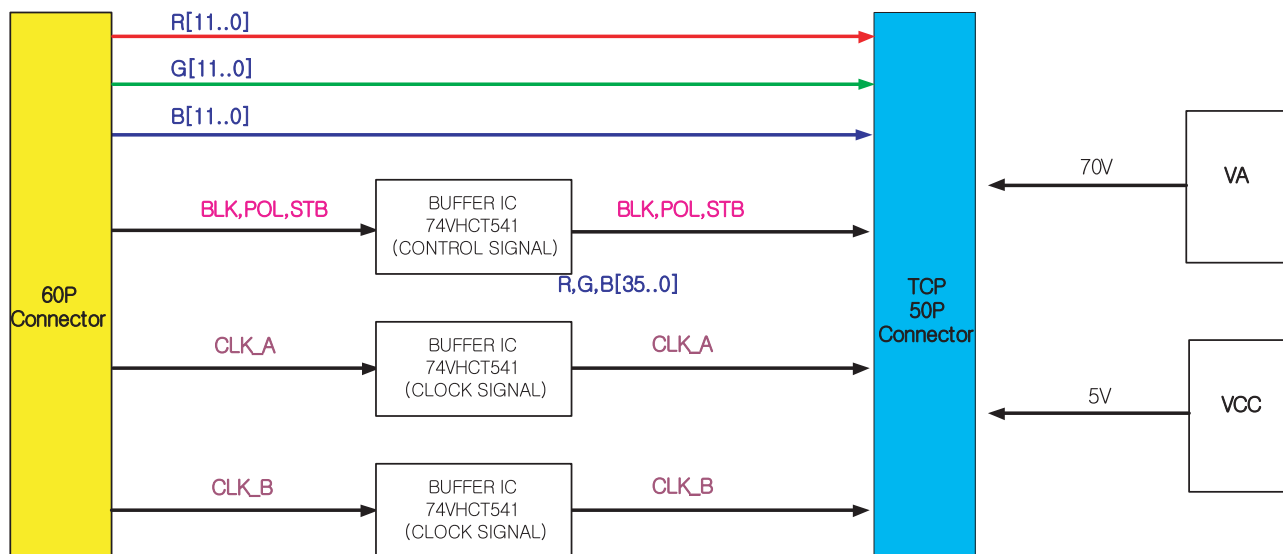 R[11..0]
G[11..0]
B[11..0]
BLK,POL,STB
BUFFER IC
74VHCT541
(CONTROL SIGNAL)
BLK,POL,STB
R,G,B[35..0]
60P
Connector
CLK_A
BUFFER IC
74VHCT541
(CLOCK SIGNAL)
CLK_A
CLK_B
BUFFER IC
74VHCT541
(CLOCK SIGNAL)
CLK_B
TCP
50P
Connector
70V
VA
5V
VCC